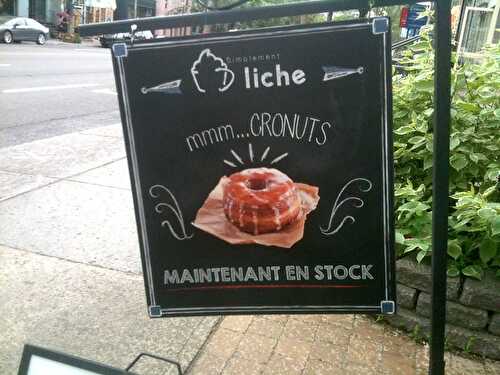 Simplement
liche
mmm...CRONUTS
MAINTENANT EN STOCK